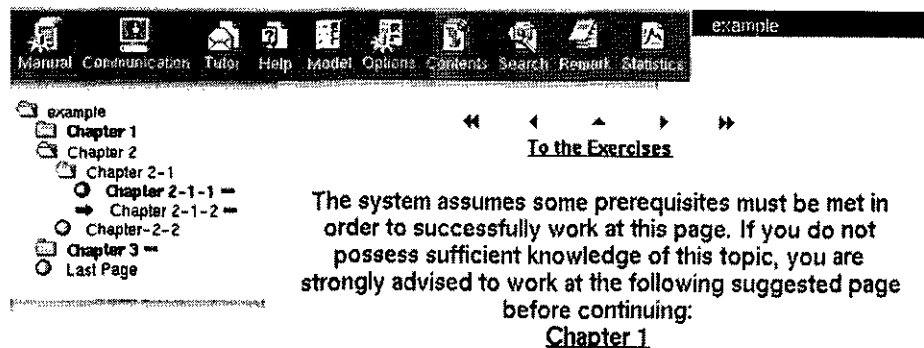 example
Manual Communication Tutor Help Model Options Contents Search Remark Statistics
example
Chapter 1
Chapter 2
Chapter 2-1
Chapter 2-1-1
Chapter 2-1-2
Chapter-2-2
Chapter 3
Last Page
To the Exercises
The system assumes some prerequisites must be met in
order to successfully work at this page. If you do not
possess sufficient knowledge of this topic, you are
strongly advised to work at the following suggested page
before continuing:
Chapter 1